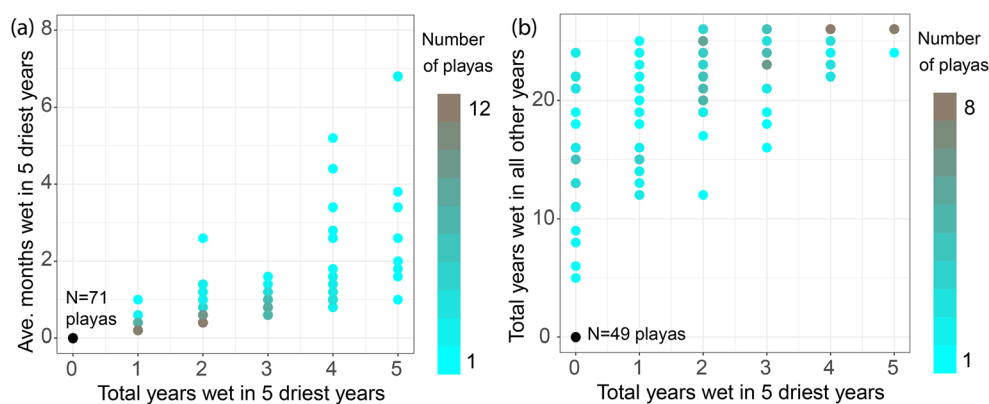 (a)
8
6
4
2
0
Ave. months wet in 5 driest years
N=71
playas
0 1 2 3 4 5
Total years wet in 5 driest years
Number
of playas
12
1
(b)
20
10
0
Total years wet in all other years
N=49 playas
0 1 2 3 4 5
Total years wet in 5 driest years
Number
of playas
8
1